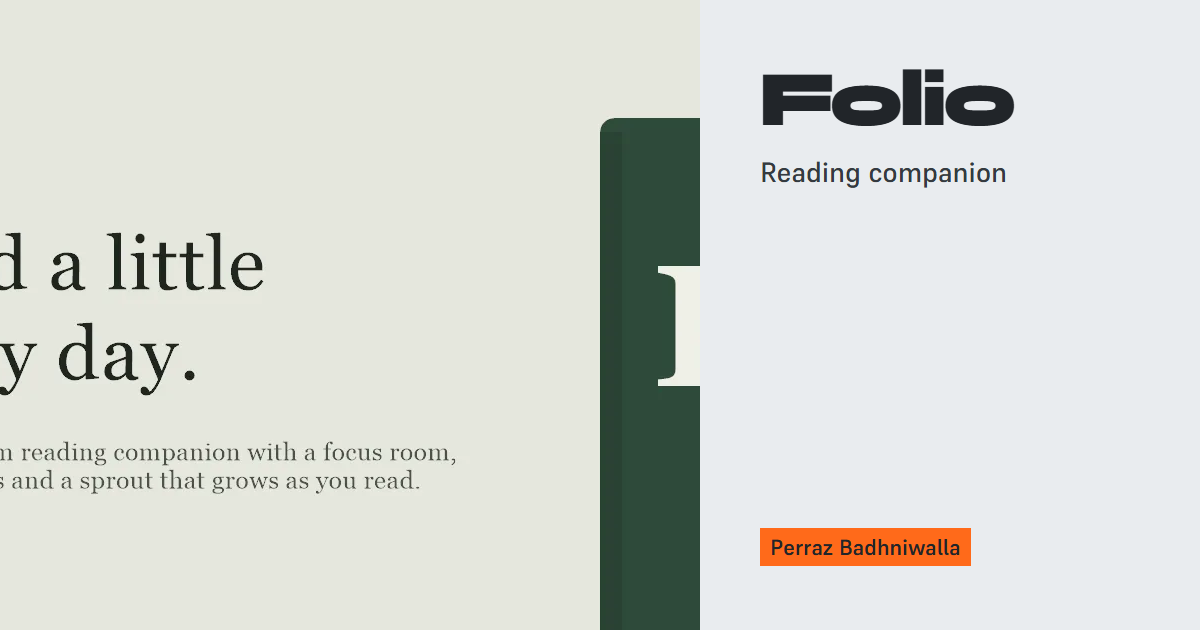 d a little
y day.
n reading companion with a focus room,
s and a sprout that grows as you read.
Folio
Reading companion
Perraz Badhniwalla